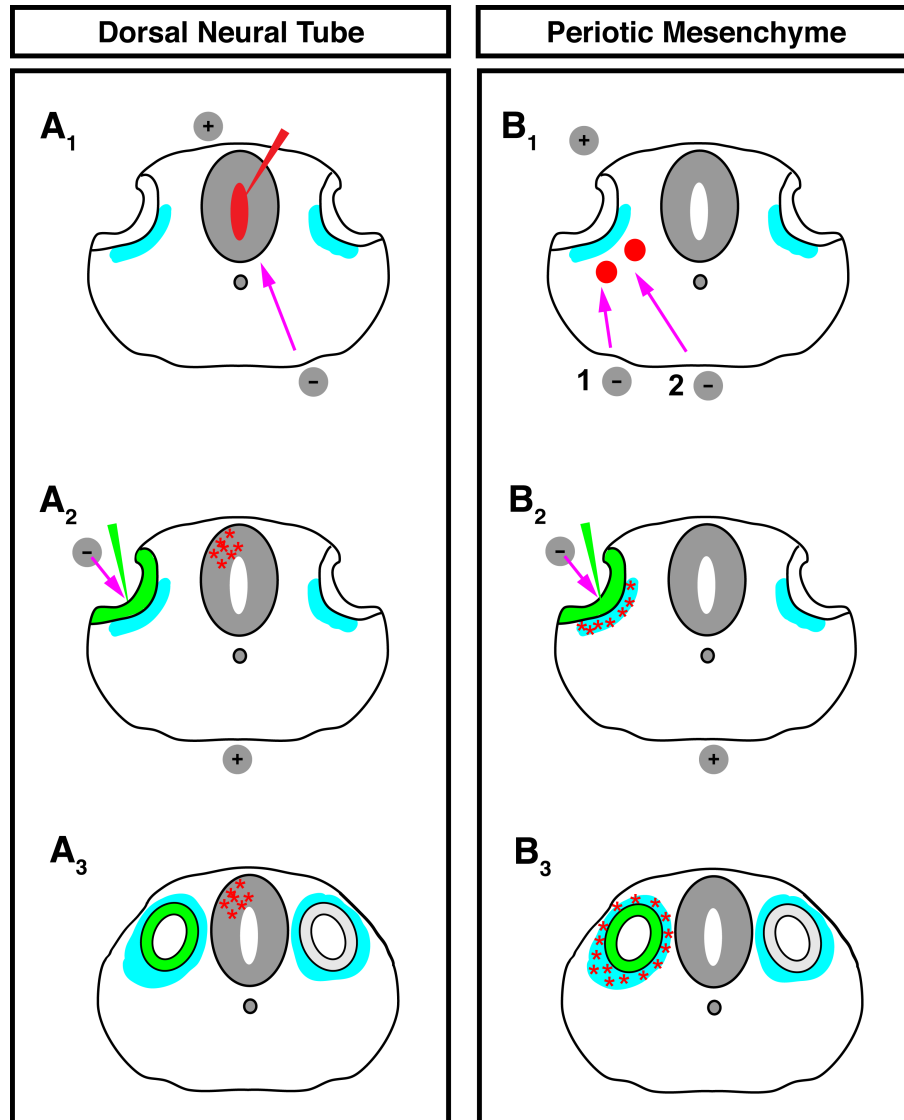 Dorsal Neural Tube
Periotic Mesenchyme
A1
+
-
B1
+
1 -
2 -
A2
-
+
B2
-
+
A3
B3